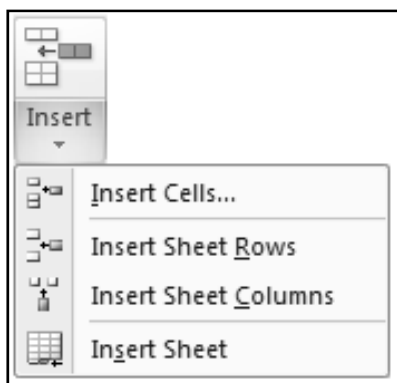 Insert
Insert Cells...
Insert Sheet Rows
Insert Sheet Columns
Insert Sheet